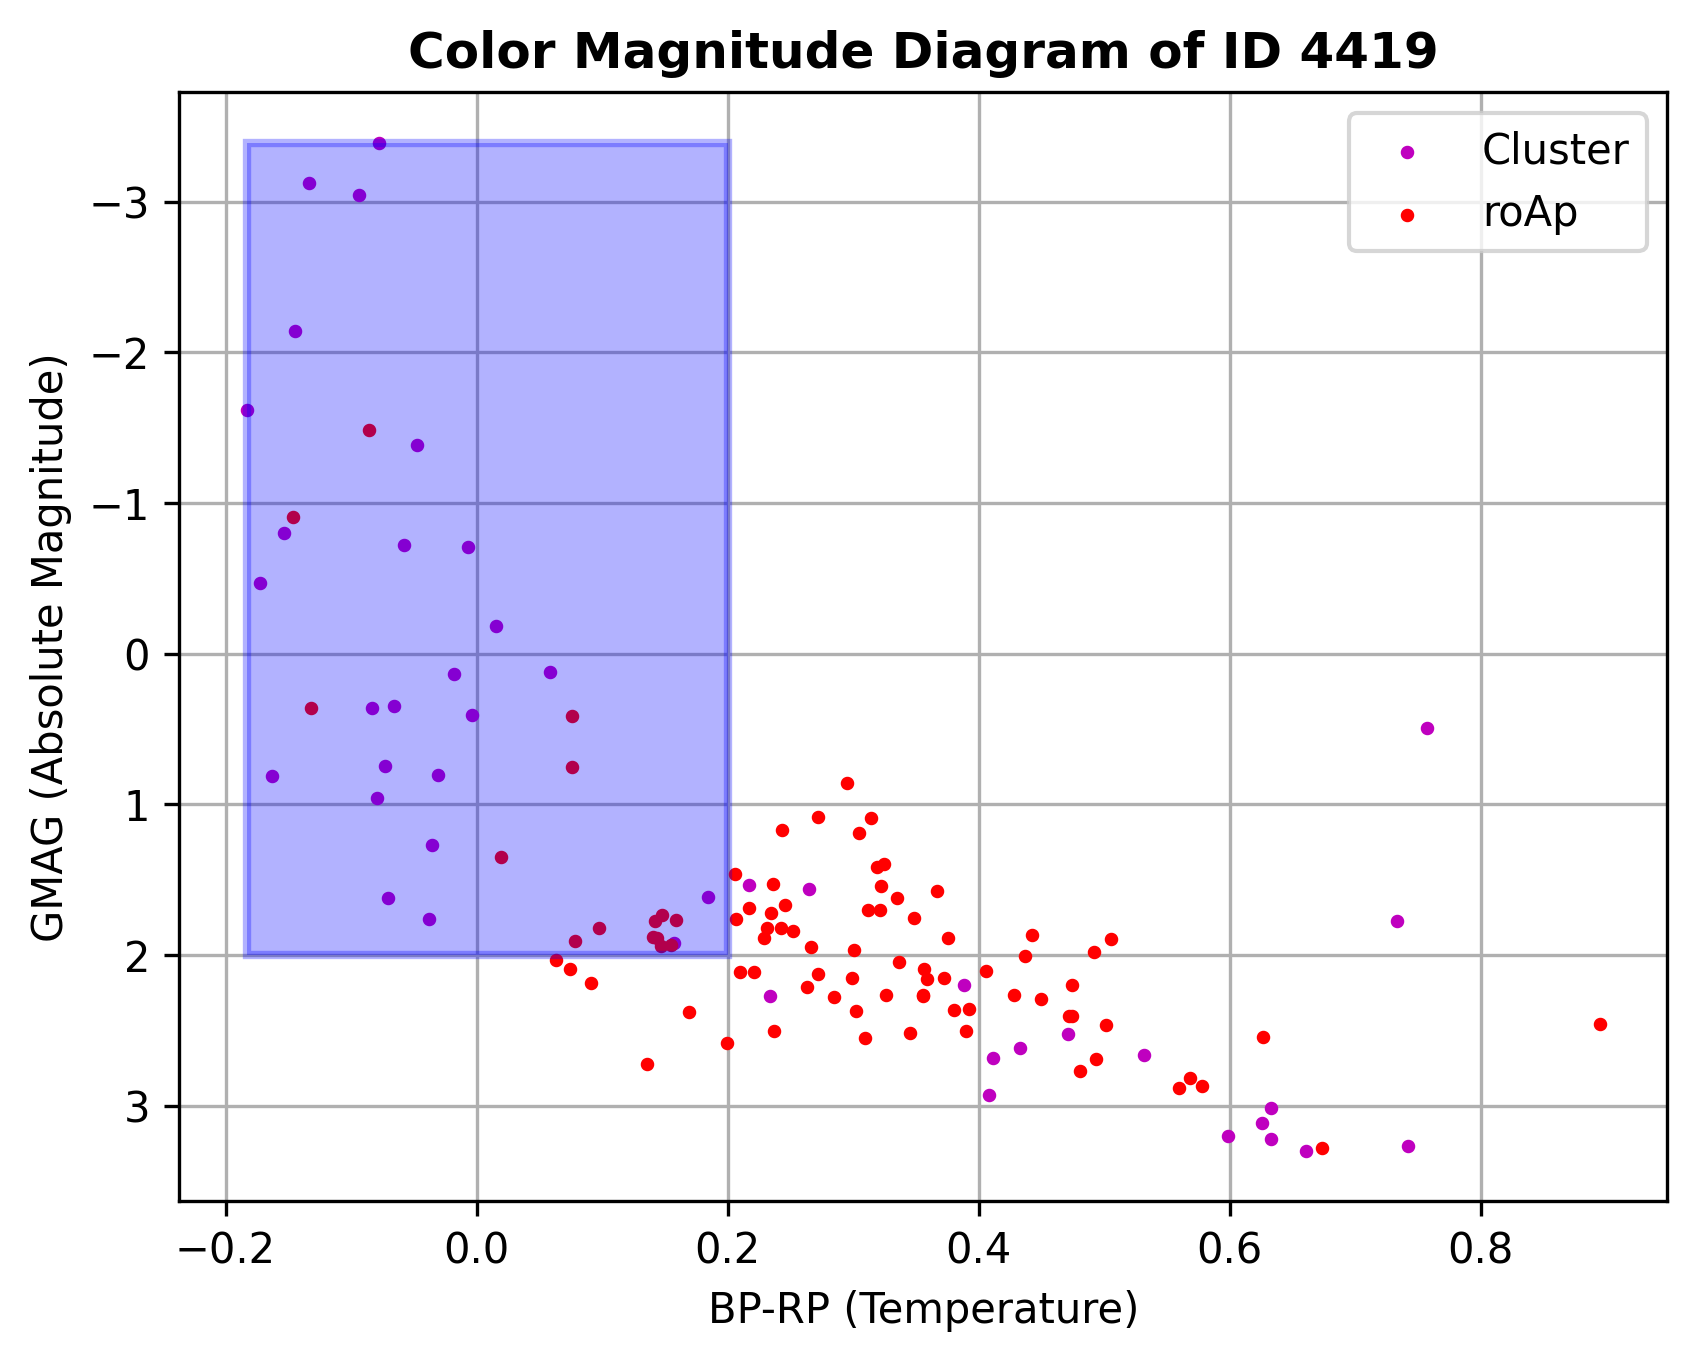 Color Magnitude Diagram of ID 4419
Cluster
roAp
GMAG (Absolute Magnitude)
−3
−2
−1
0
1
2
3
−0.2 0.0 0.2 0.4 0.6 0.8
BP-RP (Temperature)